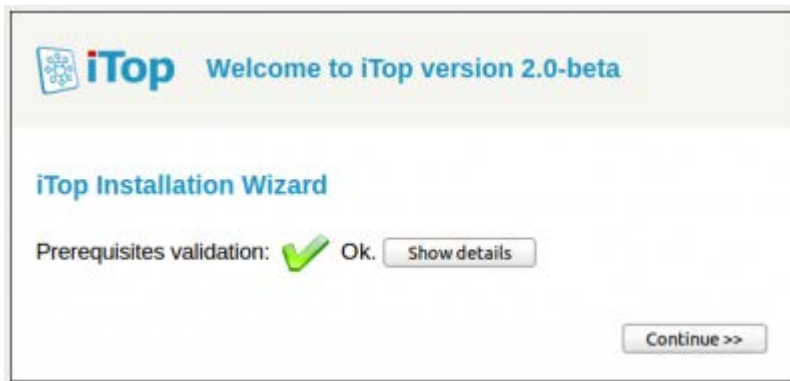 iTop Welcome to iTop version 2.0-beta
iTop Installation Wizard
Prerequisites validation: Ok. Show details
Continue >>